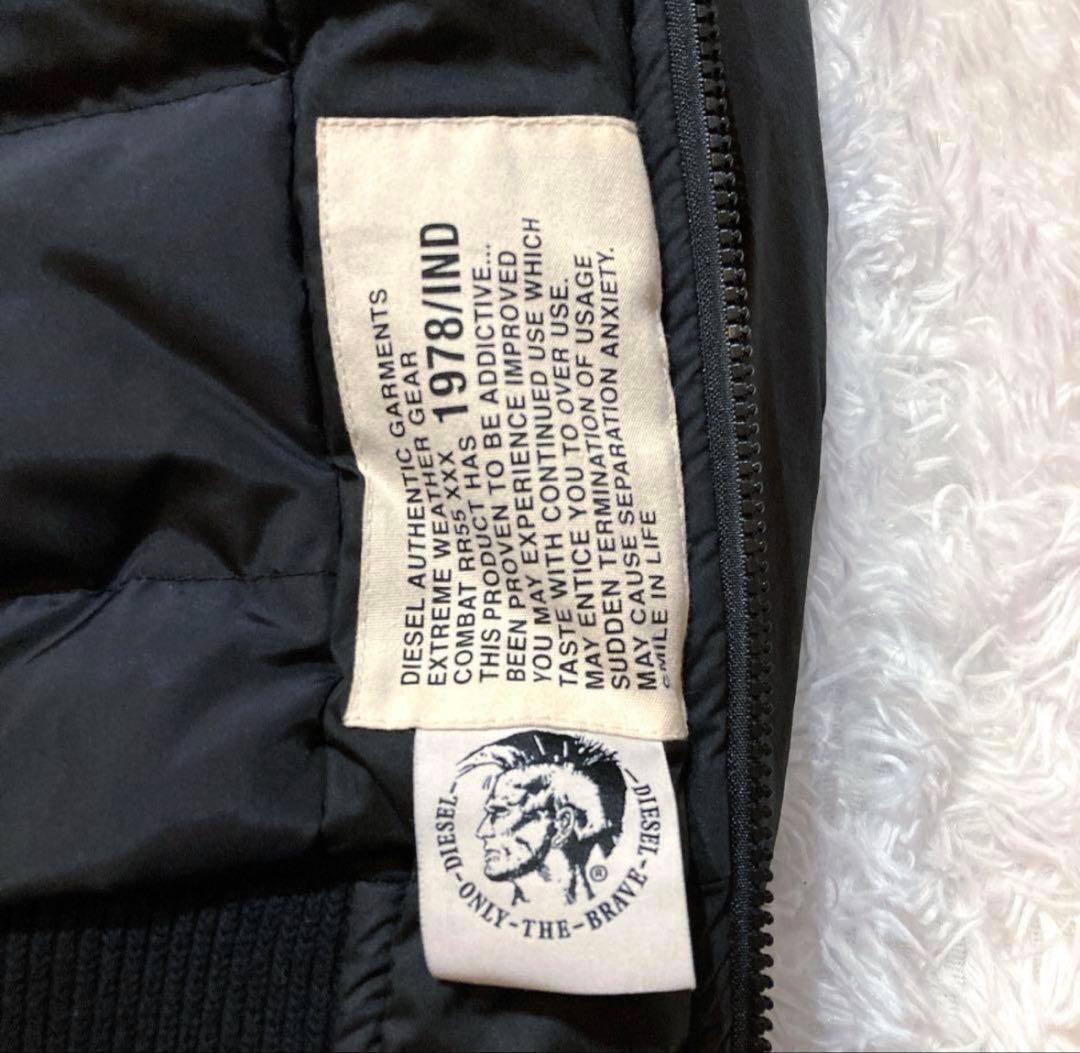 DIESEL AUTHENTIC GARMENTS
EXTREME WEATHER GEAR
COMBAT RR55 XXX 1978/IND
THIS PRODUCT HAS
BEEN PROVEN TO BE ADDICTIVE...
YOU MAY EXPERIENCE IMPROVED
TASTE WITH CONTINUED USE WHICH
MAY ENTICE YOU TO OVER USE.
SUDDEN TERMINATION OF USAGE
MAY CAUSE SEPARATION ANXIETY.
SMILE IN LIFE
-DIESEL-ONLY-THE-BRAVE-DIESEL-
®